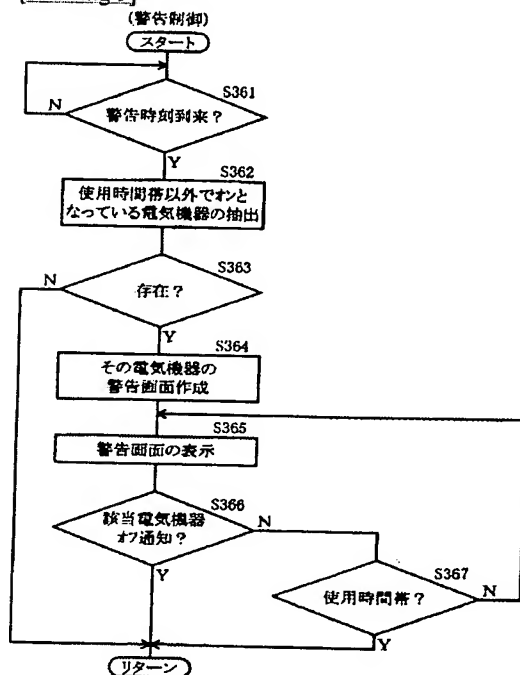 (警告制御)
スタート
S361
警告時刻到来?
N
Y
S362
使用時間帯以外でオンと
なっている電気機器の抽出
S363
存在?
N
Y
S364
その電気機器の
警告画面作成
S365
警告画面の表示
S366
該当電気機器
オフ通知?
N
Y
S367
使用時間帯?
N
Y
リターン